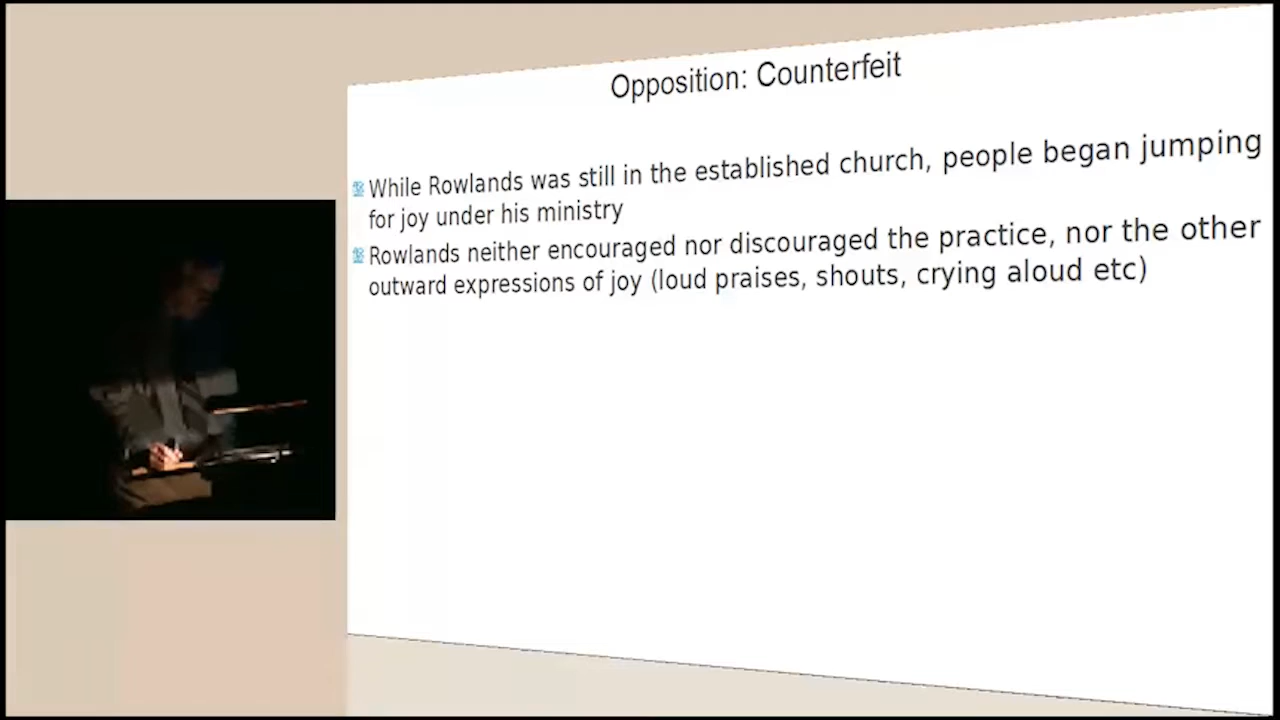 Opposition: Counterfeit
While Rowlands was still in the established church, people began jumping
for joy under his ministry
Rowlands neither encouraged nor discouraged the practice, nor the other
outward expressions of joy (loud praises, shouts, crying aloud etc)